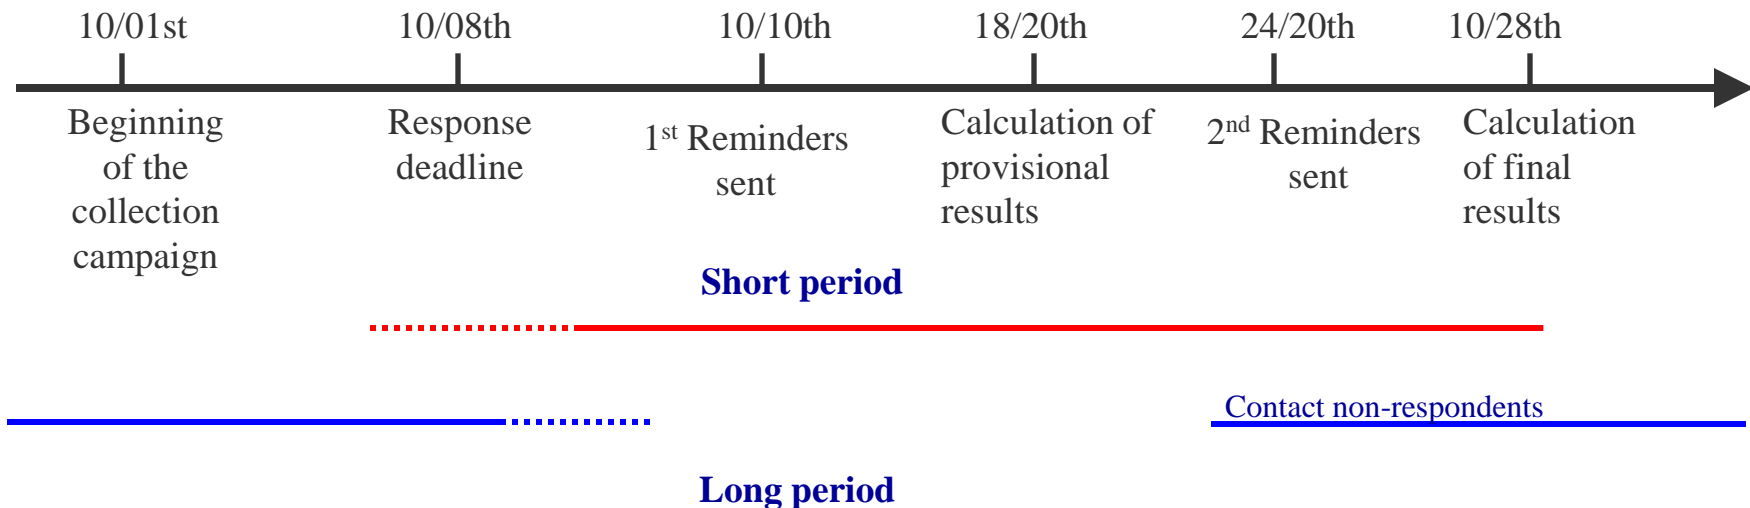 10/01st
10/08th
10/10th
18/20th
24/20th
10/28th
Beginning
of the
collection
campaign
Response
deadline
1st Reminders
sent
Calculation of
provisional
results
2nd Reminders
sent
Calculation
of final
results
Short period
Contact non-respondents
Long period